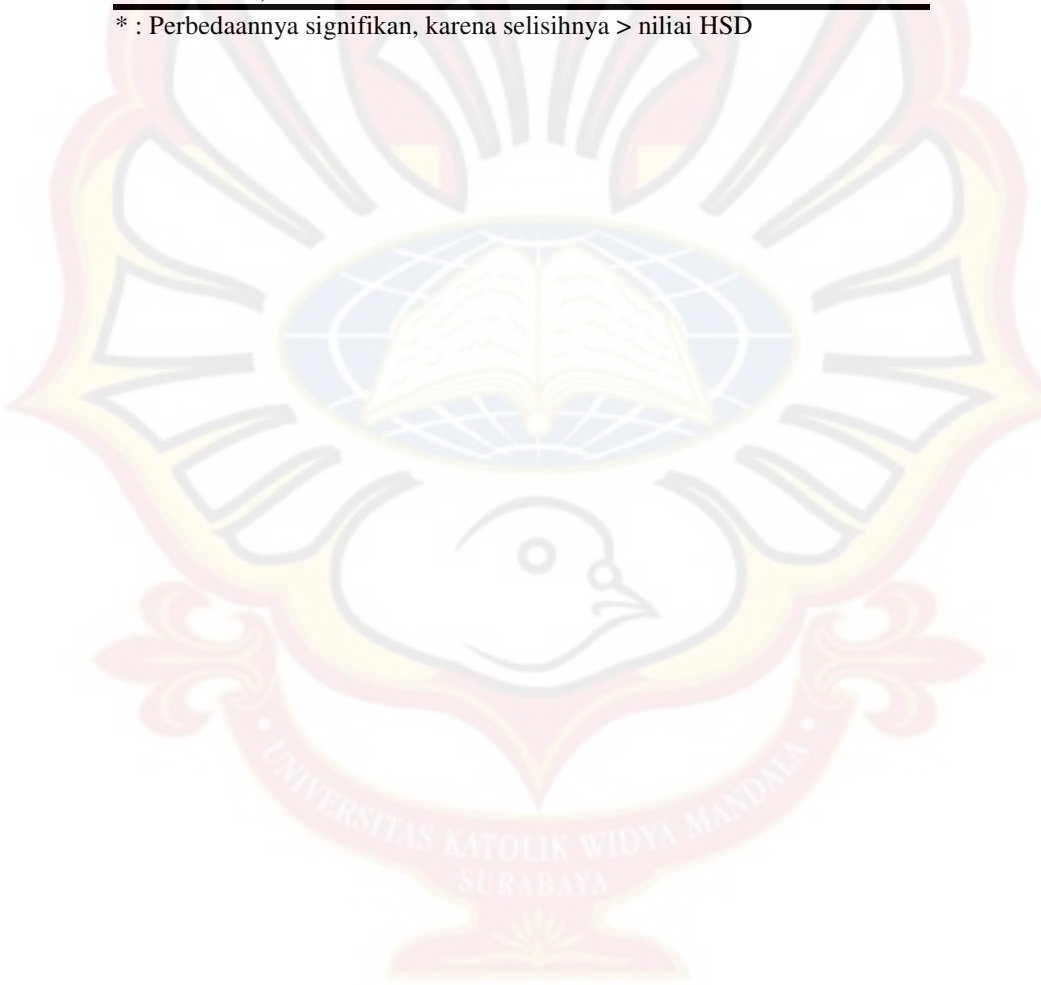 * : Perbedaannya signifikan, karena selisihnya > niliai HSD
UNIVERSITAS KATOLIK WIDYA MANDALA
SURABAYA